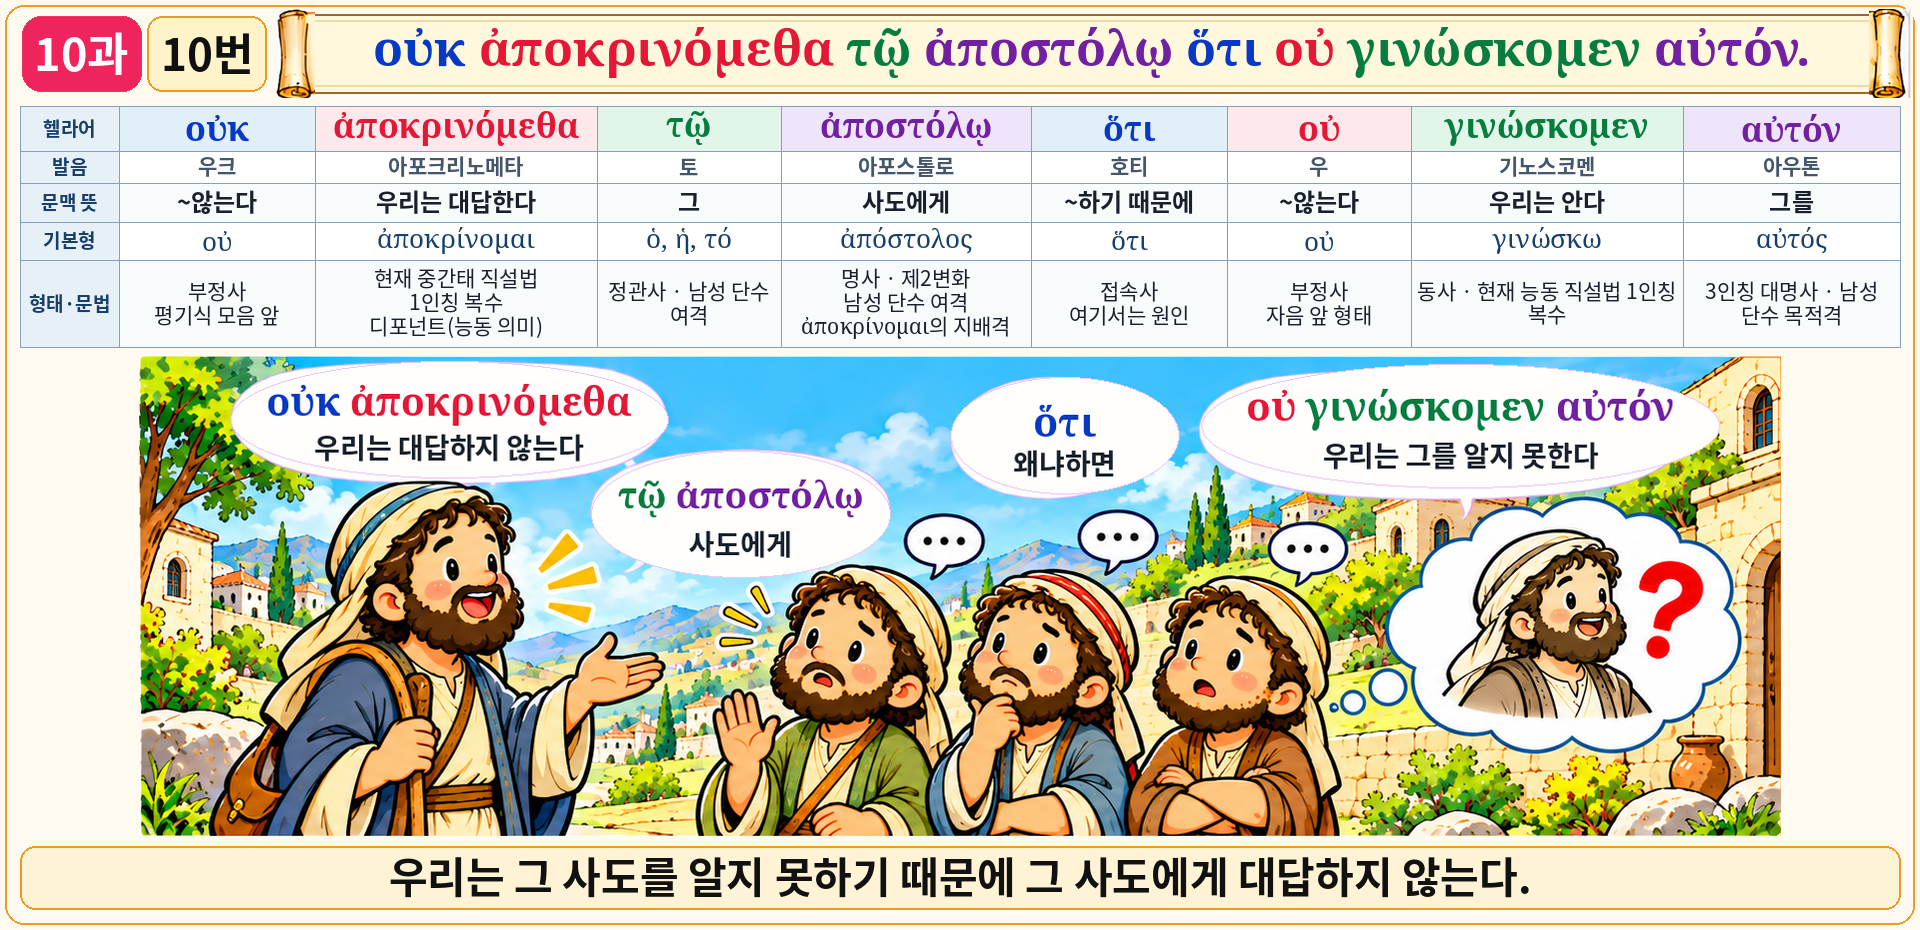 10과 10번 οὐκ ἀποκρινόμεθα τῷ ἀποστόλῳ ὅτι οὐ γινώσκομεν αὐτόν.
헬라어 οὐκ ἀποκρινόμεθα τῷ ἀποστόλῳ ὅτι οὐ γινώσκομεν αὐτόν
발음 우크 아포크리노메타 토 아포스톨로 호티 우 기노스코멘 아우톤
문맥 뜻 ~않는다 우리는 대답한다 그 사도에게 ~하기 때문에 ~않는다 우리는 안다 그를
기본형 οὐ ἀποκρίνομαι ὁ, ἡ, τό ἀπόστολος ὅτι οὐ γινώσκω αὐτός
형태·문법
부정사
평기식 모음 앞
현재 중간태 직설법
1인칭 복수
디포넌트(능동 의미)
정관사 · 남성 단수
여격
명사 · 제2변화
남성 단수 여격
ἀποκρίνομαι의 지배격
접속사
여기서는 원인
부정사
자음 앞 형태
동사 · 현재 능동 직설법 1인칭
복수
3인칭 대명사 · 남성
단수 목적격
οὐκ ἀποκρινόμεθα
우리는 대답하지 않는다
τῷ ἀποστόλῳ
사도에게
ὅτι
왜냐하면
οὐ γινώσκομεν αὐτόν
우리는 그를 알지 못한다
...
...
...
?
우리는 그 사도를 알지 못하기 때문에 그 사도에게 대답하지 않는다.